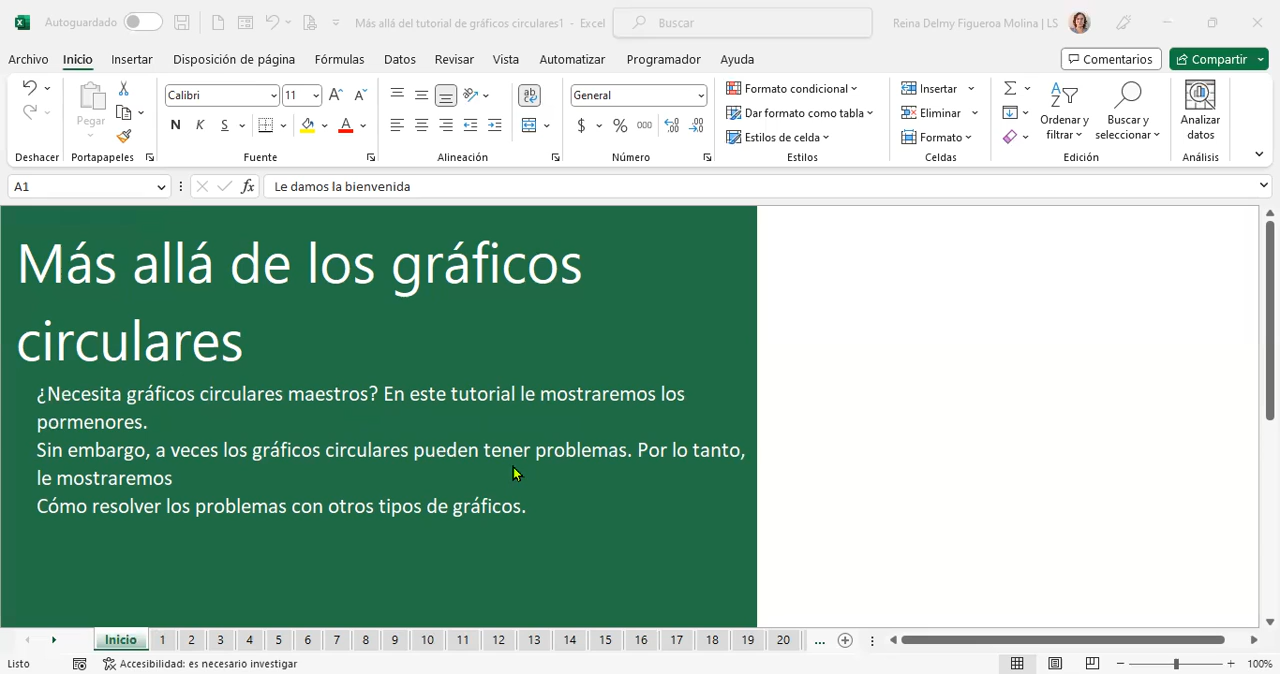 Autoguardado
Más allá del tutorial de gráficos circulares1 - Excel
Buscar
Reina Delmy Figueroa Molina | LS
Archivo Inicio Insertar Disposición de página Fórmulas Datos Revisar Vista Automatizar Programador Ayuda
Comentarios Compartir
Pegar
Calibri 11
N K S
General
$ % 000
Formato condicional
Dar formato como tabla
Estilos de celda
Insertar
Eliminar
Formato
Ordenar y filtrar
Buscar y seleccionar
Analizar datos
Deshacer Portapapeles Fuente Alineación Número Estilos Celdas Edición Análisis
A1 fx Le damos la bienvenida
Más allá de los gráficos
circulares
¿Necesita gráficos circulares maestros? En este tutorial le mostraremos los
pormenores.
Sin embargo, a veces los gráficos circulares pueden tener problemas. Por lo tanto,
le mostraremos
Cómo resolver los problemas con otros tipos de gráficos.
Inicio 1 2 3 4 5 6 7 8 9 10 11 12 13 14 15 16 17 18 19 20 ...
Listo Accesibilidad: es necesario investigar 100%